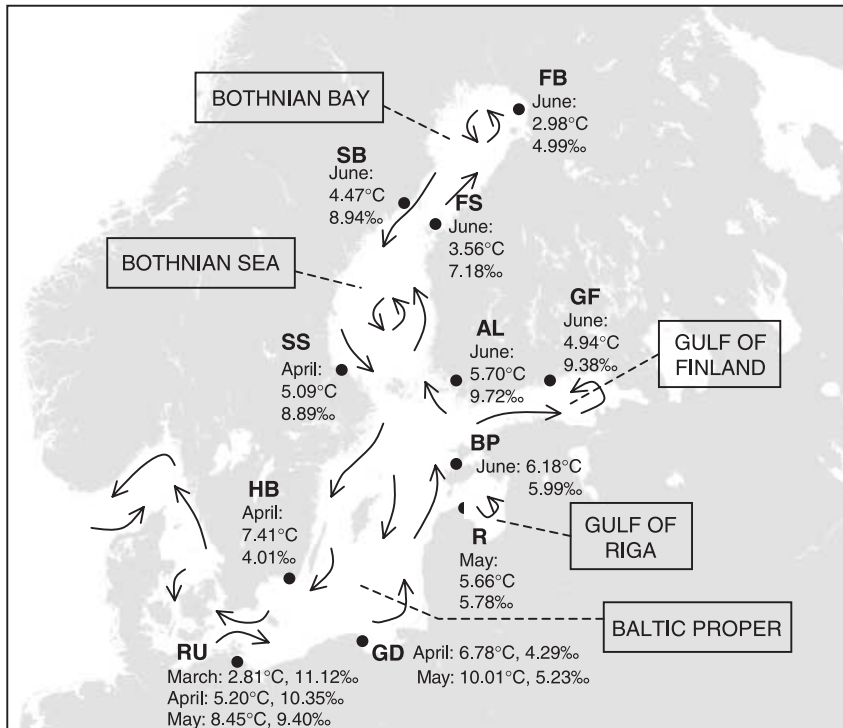 BOTHNIAN BAY
FB
June:
2.98°C
4.99‰
SB
June:
4.47°C
8.94‰
FS
June:
3.56°C
7.18‰
BOTHNIAN SEA
GF
June:
4.94°C
9.38‰
AL
June:
5.70°C
9.72‰
GULF OF
FINLAND
SS
April:
5.09°C
8.89‰
BP
June: 6.18°C
5.99‰
HB
April:
7.41°C
4.01‰
R
May:
5.66°C
5.78‰
GULF OF
RIGA
BALTIC PROPER
RU
March: 2.81°C, 11.12‰
April: 5.20°C, 10.35‰
May: 8.45°C, 9.40‰
GD
April: 6.78°C, 4.29‰
May: 10.01°C, 5.23‰